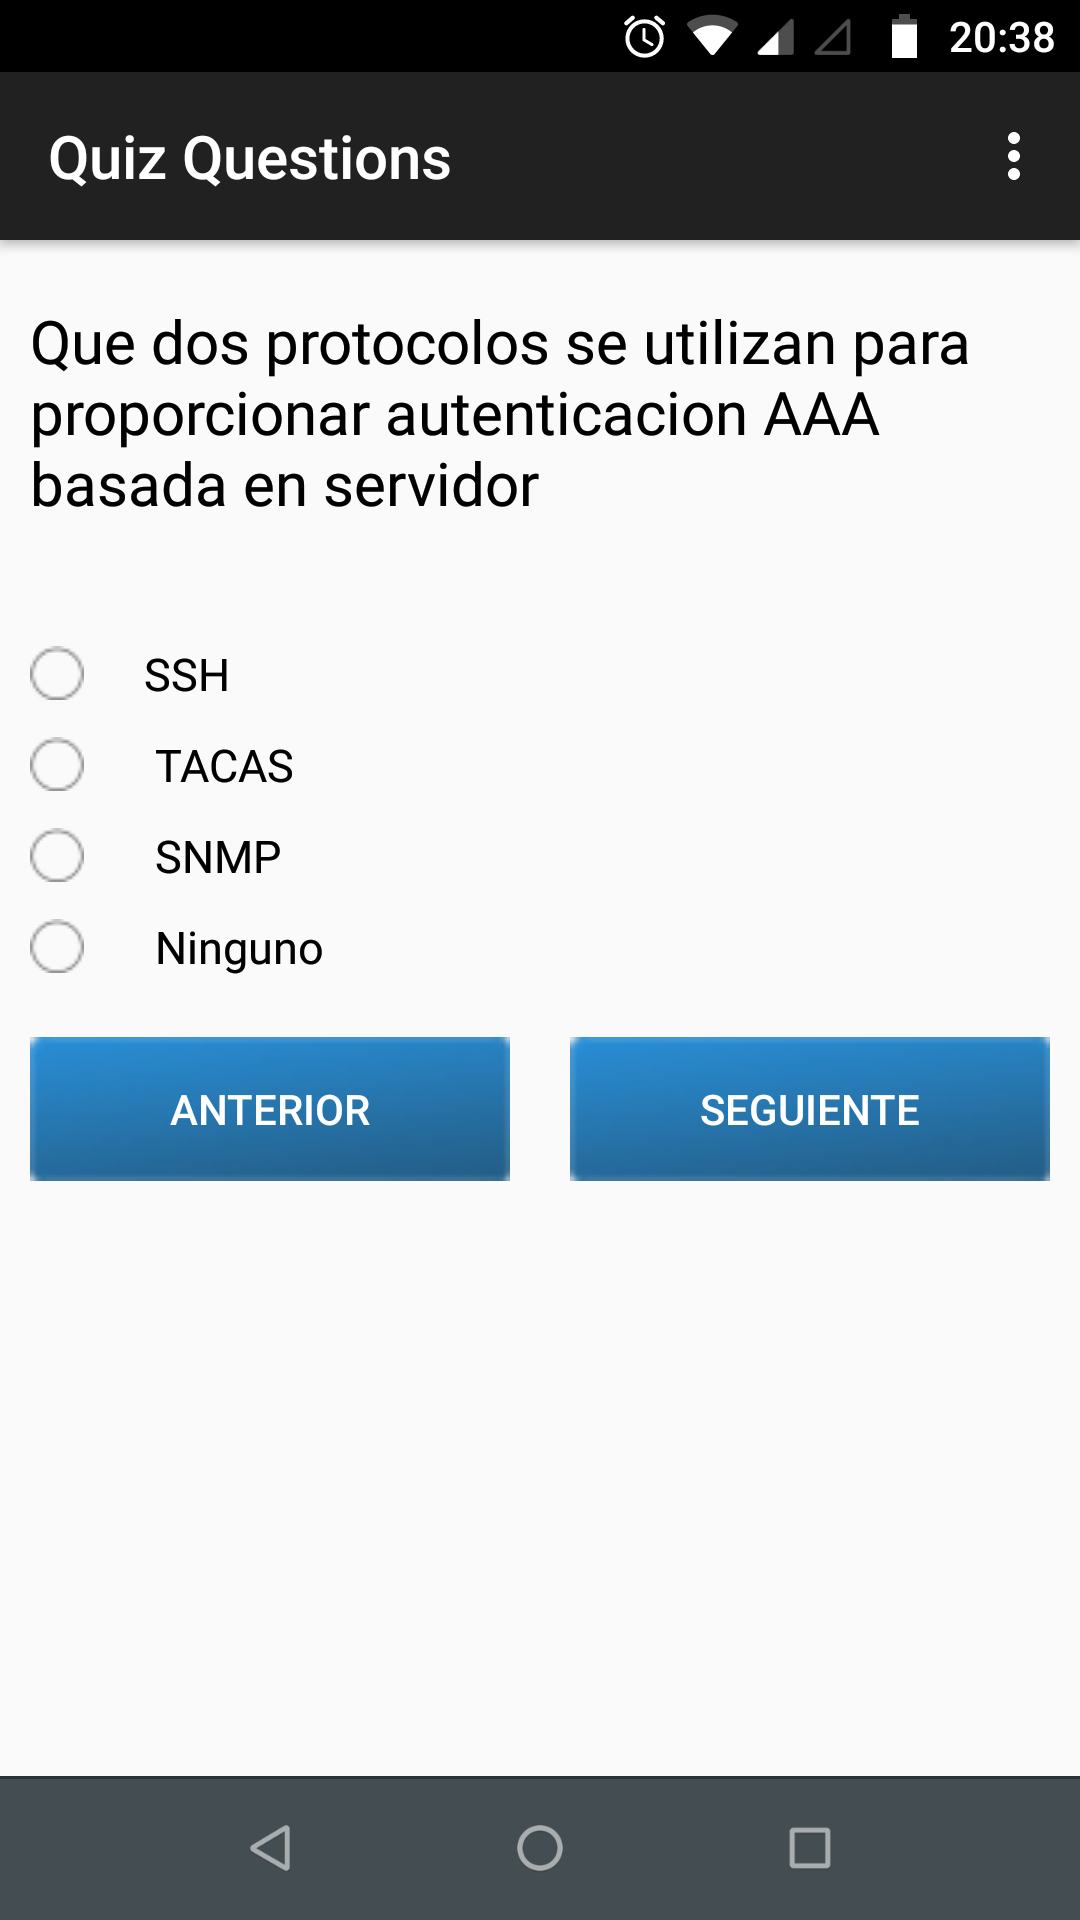 20:38
Quiz Questions
Que dos protocolos se utilizan para
proporcionar autenticacion AAA
basada en servidor
SSH
TACAS
SNMP
Ninguno
ANTERIOR
SEGUIENTE